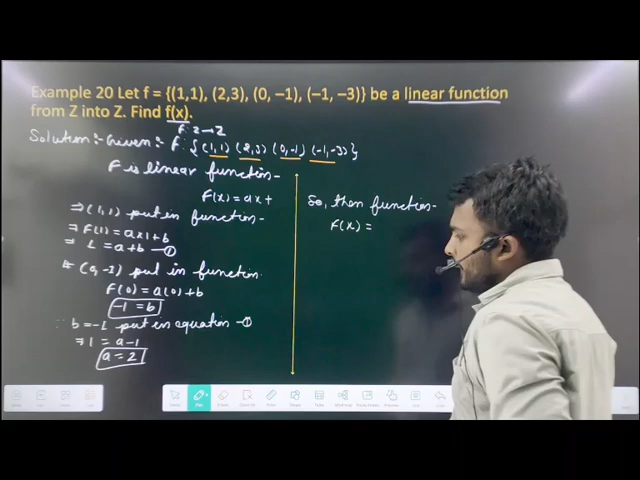 Example 20 Let f = {(1,1), (2,3), (0, –1), (–1, –3)} be a linear function
from Z into Z. Find f(x).
f: Z → Z
Solution:- Given:- f: {(1,1) (2,3) (0,-1) (-1,-3)}
F is linear function-
F(x) = ax+
⇒ (1,1) put in function-
⇒ F(1) = a×1+b
⇒ 1 = a+b —①
(0,-1) put in function.
F(0) = a(0)+b
-1 = b
∵ b=-1 put in equation -①
⇒ 1 = a-1
a = 2
So, then function-
F(x) =